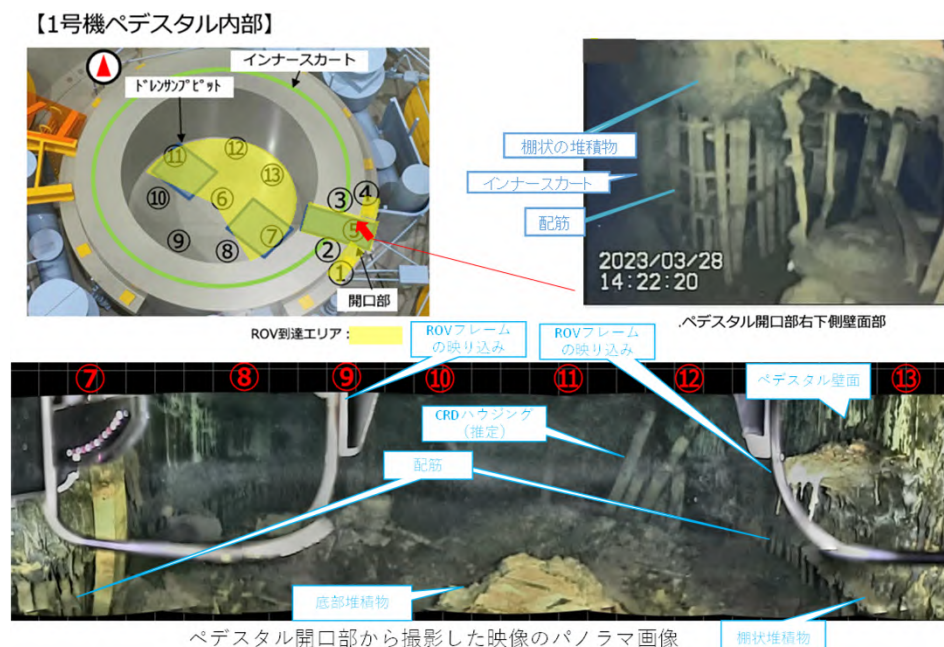 【1号機ペデスタル内部】
インナースカート
ドレンサンプピット
⑪
⑫
⑬
⑩
⑥
③
④
⑨
⑧
⑦
②
⑤
①
開口部
ROV到達エリア：
棚状の堆積物
インナースカート
配筋
2023/03/28
14:22:20
.ペデスタル開口部右下側壁面部
ROVフレーム
の映り込み
ROVフレーム
の映り込み
⑦
⑧
⑨
⑩
⑪
⑫
ペデスタル壁面
⑬
CRDハウジング
(推定)
配筋
底部堆積物
棚状堆積物
ペデスタル開口部から撮影した映像のパノラマ画像